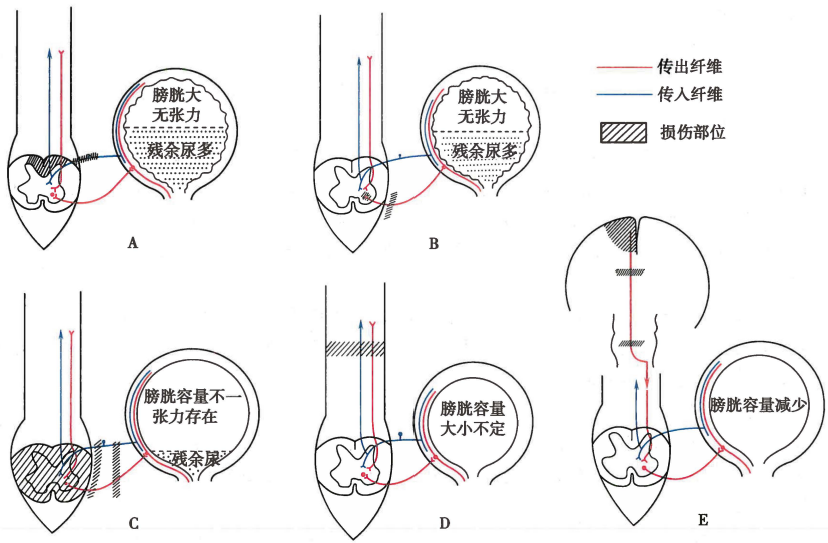 膀胱大
无张力
残余尿多
A
膀胱大
无张力
残余尿多
B
传出纤维
传入纤维
损伤部位
膀胱容量不一
张力存在
残余尿
C
膀胱容量
大小不定
D
膀胱容量减少
E